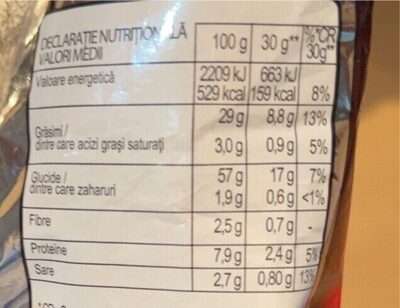 DECLARAȚIE NUTRIȚIONALĂ
VALORI MEDII 100 g 30 g** %*CR 30g**
Valoare energetică 2209 kJ 663 kJ
529 kcal 159 kcal 8%
Grăsimi / 29 g 8,8 g 13%
dintre care acizi grași saturați 3,0 g 0,9 g 5%
Glucide / 57 g 17 g 7%
dintre care zaharuri 1,9 g 0,6 g <1%
Fibre 2,5 g 0,7 g -
Proteine 7,9 g 2,4 g 5%
Sare 2,7 g 0,80 g 13%